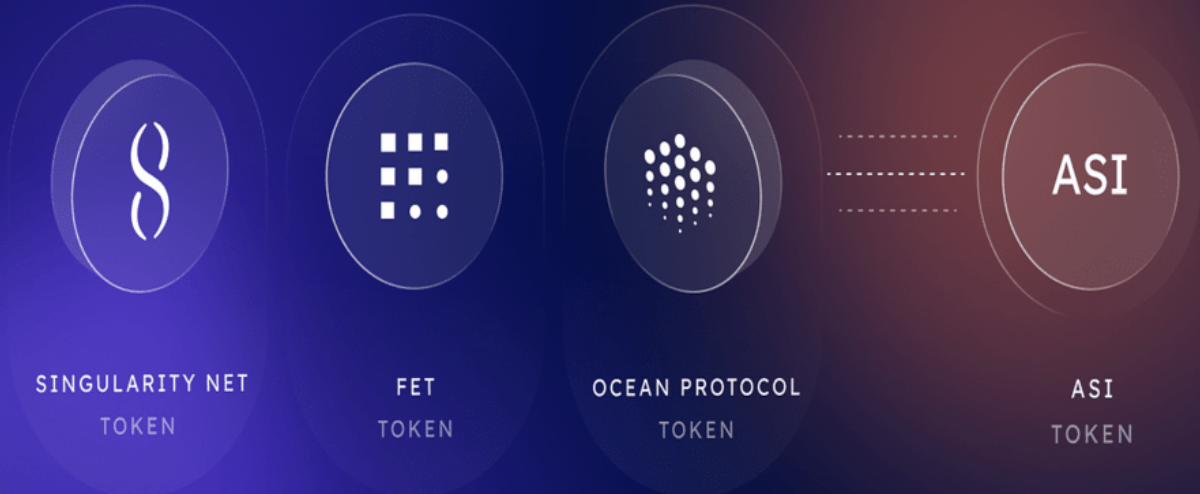 ASI
SINGULARITY NET
TOKEN
FET
TOKEN
OCEAN PROTOCOL
TOKEN
ASI
TOKEN